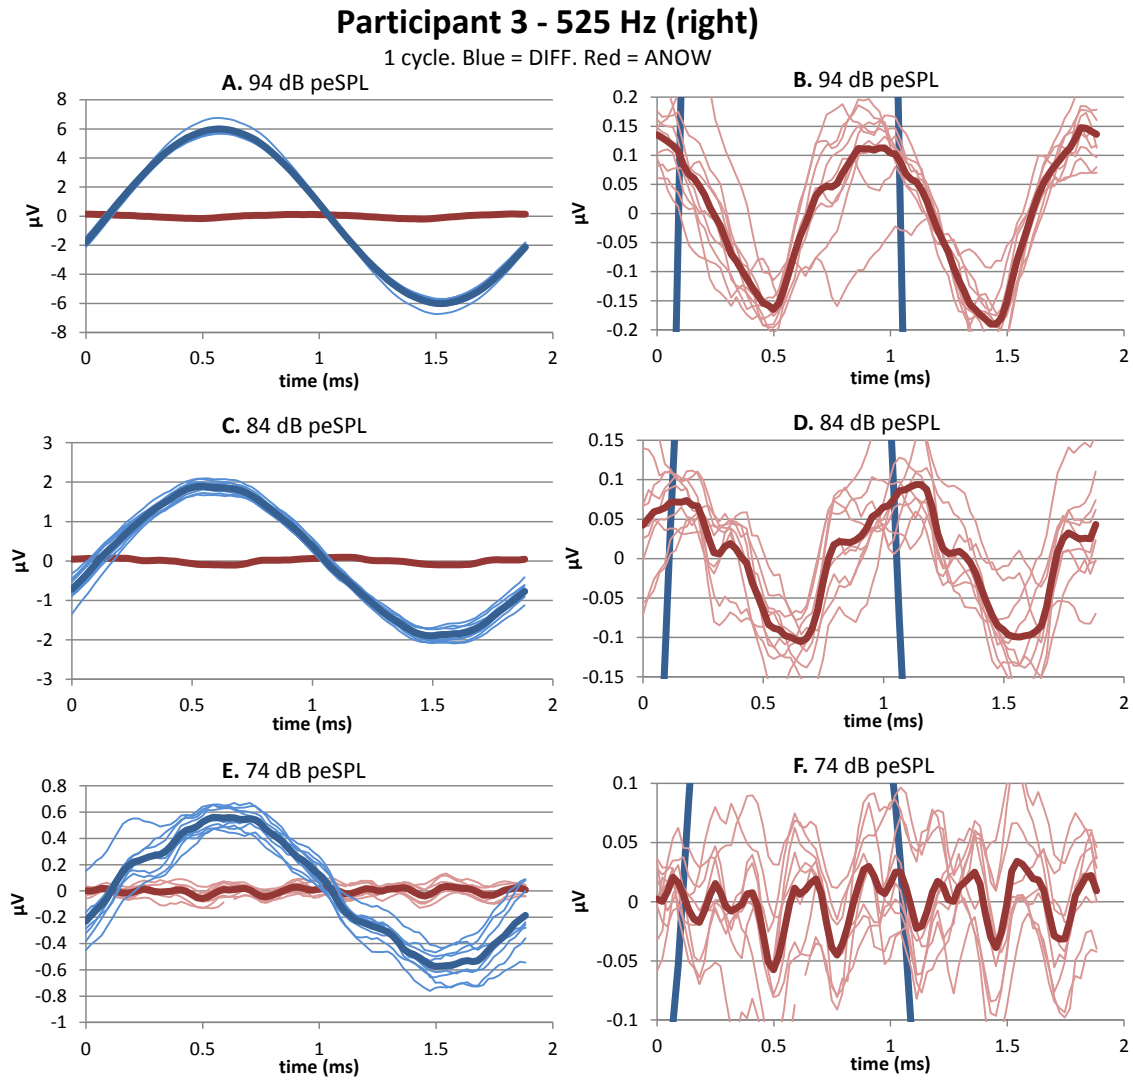 Participant 3 - 525 Hz (right)
1 cycle. Blue = DIFF. Red = ANOW
A. 94 dB peSPL
8
6
4
2
0
-2
-4
-6
-8
µV
0 0.5 1 1.5 2
time (ms)
B. 94 dB peSPL
0.2
0.15
0.1
0.05
0
-0.05
-0.1
-0.15
-0.2
µV
0 0.5 1 1.5 2
time (ms)
C. 84 dB peSPL
3
2
1
0
-1
-2
-3
µV
0 0.5 1 1.5 2
time (ms)
D. 84 dB peSPL
0.15
0.1
0.05
0
-0.05
-0.1
-0.15
µV
0 0.5 1 1.5 2
time (ms)
E. 74 dB peSPL
0.8
0.6
0.4
0.2
0
-0.2
-0.4
-0.6
-0.8
-1
µV
0 0.5 1 1.5 2
time (ms)
F. 74 dB peSPL
0.1
0.05
0
-0.05
-0.1
µV
0 0.5 1 1.5 2
time (ms)